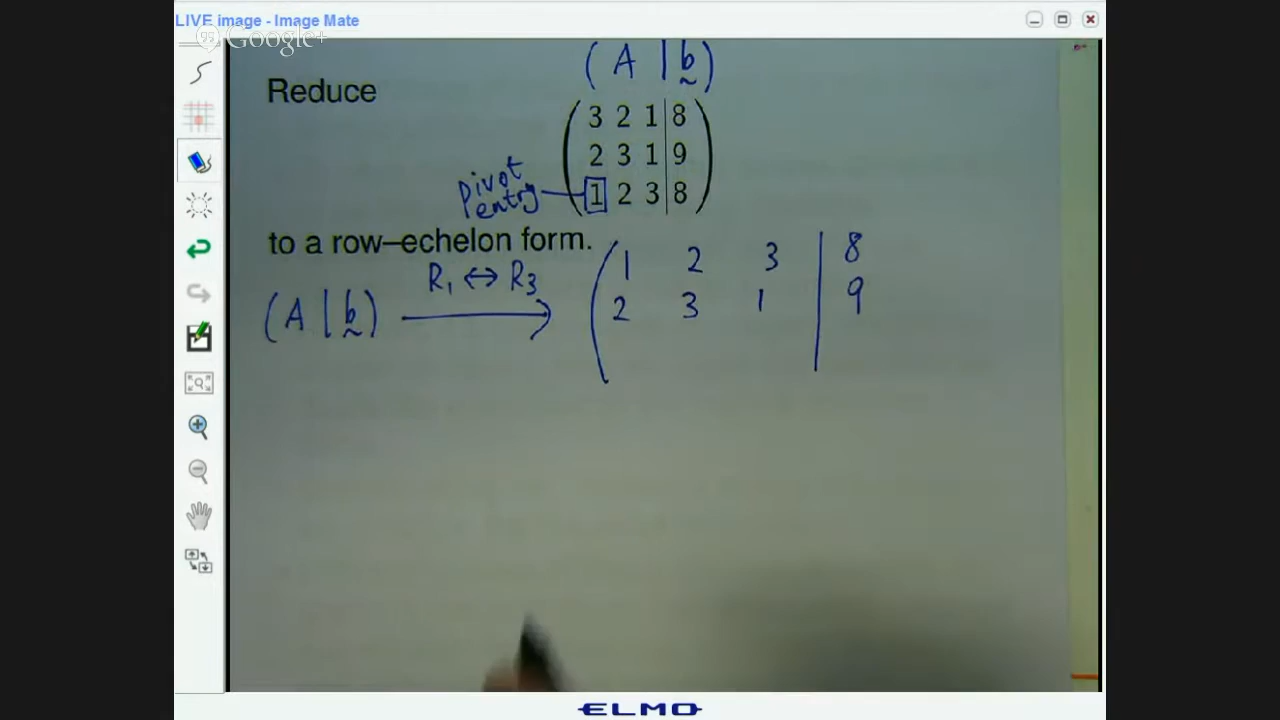 LIVE image - Image Mate
Google+
( A | b )
Reduce
3 2 1 8
2 3 1 9
1 2 3 8
pivot
entry
to a row–echelon form.
R1 ↔ R3
(A | b) →
1 2 3 | 8
2 3 1 | 9
ELMO